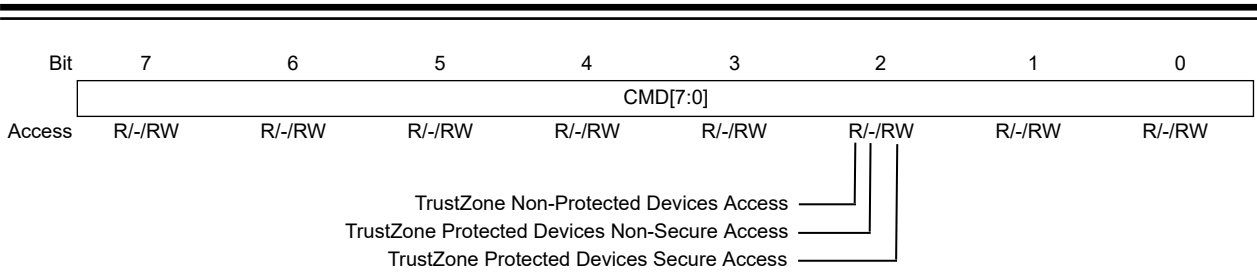 Bit 7 6 5 4 3 2 1 0
CMD[7:0]
Access R/-/RW R/-/RW R/-/RW R/-/RW R/-/RW R/-/RW R/-/RW R/-/RW
TrustZone Non-Protected Devices Access
TrustZone Protected Devices Non-Secure Access
TrustZone Protected Devices Secure Access